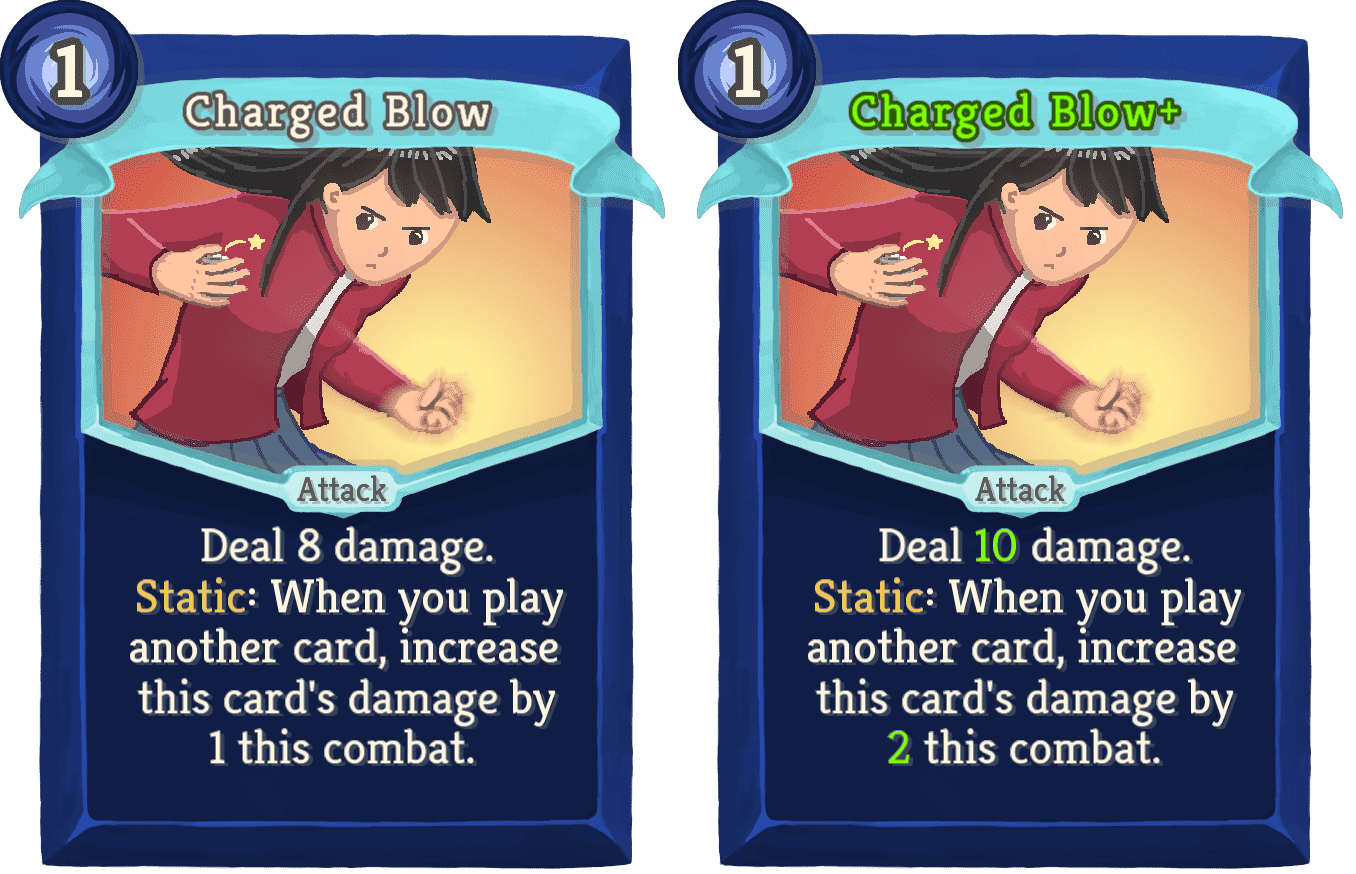 1
Charged Blow
Attack
Deal 8 damage.
Static: When you play
another card, increase
this card's damage by
1 this combat.
1
Charged Blow+
Attack
Deal 10 damage.
Static: When you play
another card, increase
this card's damage by
2 this combat.